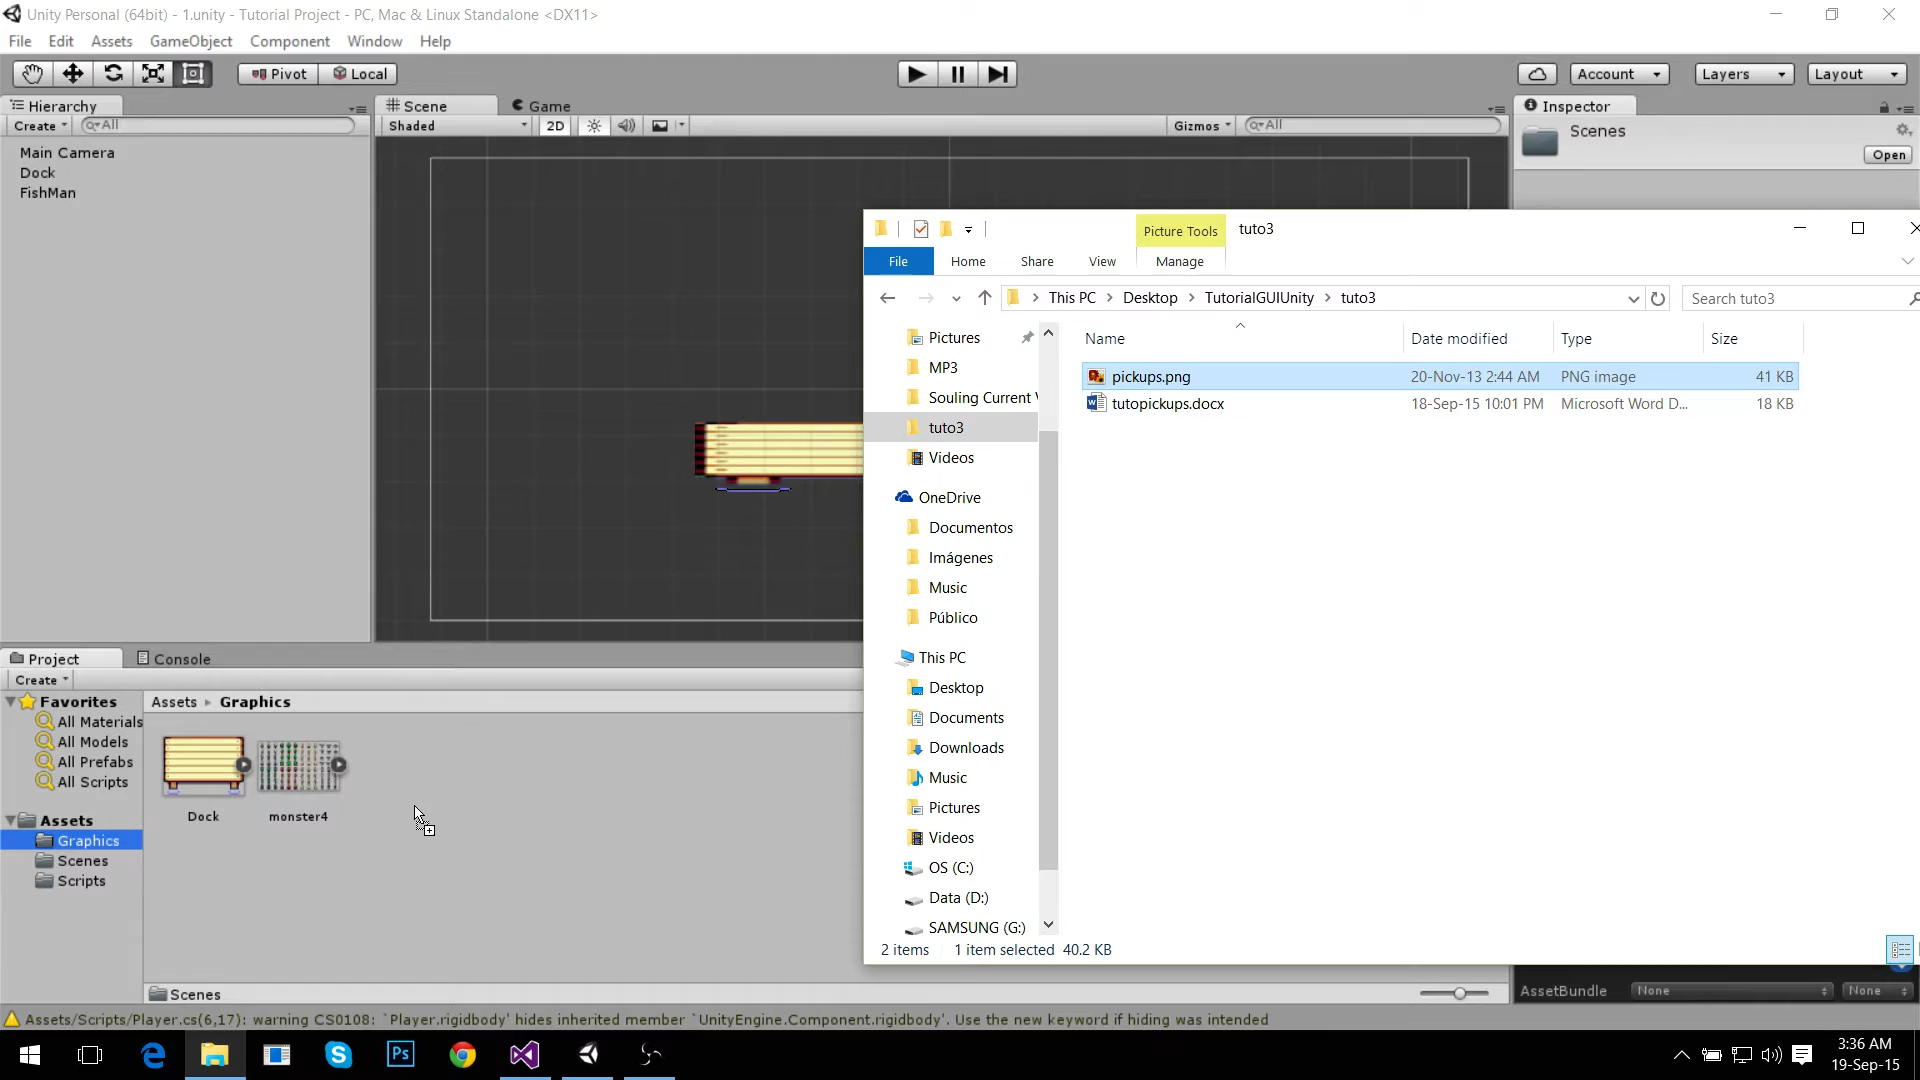 Unity Personal (64bit) - 1.unity - Tutorial Project - PC, Mac & Linux Standalone <DX11>
File Edit Assets GameObject Component Window Help
Pivot Local Account Layers Layout
Hierarchy
Create All
Main Camera
Dock
FishMan
Scene Game
Shaded 2D Gizmos All
Inspector
Scenes
Open
Picture Tools tuto3
File Home Share View Manage
This PC > Desktop > TutorialGUIUnity > tuto3
Search tuto3
Pictures
MP3
Souling Current
tuto3
Videos
OneDrive
Documentos
Imágenes
Music
Público
This PC
Desktop
Documents
Downloads
Music
Pictures
Videos
OS (C:)
Data (D:)
SAMSUNG (G:)
Name Date modified Type Size
pickups.png 20-Nov-13 2:44 AM PNG image 41 KB
tutopickups.docx 18-Sep-15 10:01 PM Microsoft Word D... 18 KB
2 items 1 item selected 40.2 KB
Project Console
Create
Favorites
All Materials
All Models
All Prefabs
All Scripts
Assets
Graphics
Scenes
Scripts
Assets Graphics
Dock monster4
Scenes
AssetBundle None None
Assets/Scripts/Player.cs(6,17): warning CS0108: `Player.rigidbody' hides inherited member `UnityEngine.Component.rigidbody'. Use the new keyword if hiding was intended
Ps
3:36 AM
19-Sep-15